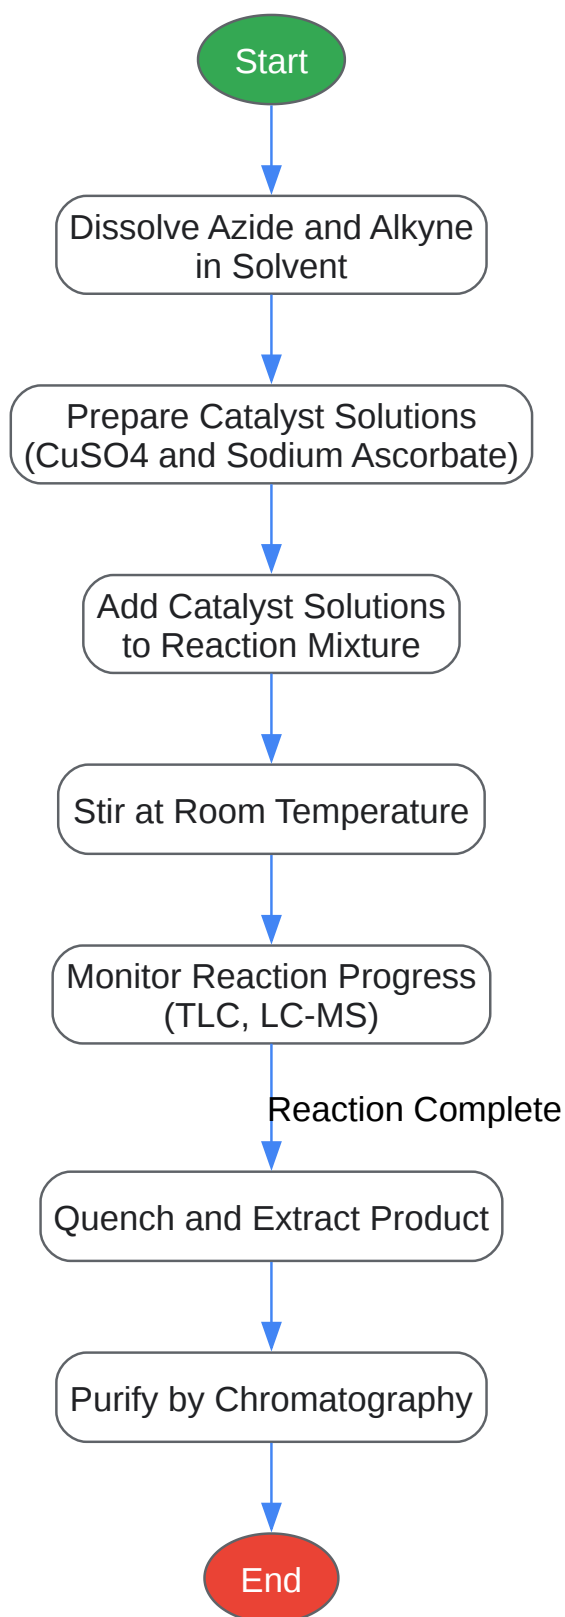 Start
Dissolve Azide and Alkyne
in Solvent
Prepare Catalyst Solutions
(CuSO4 and Sodium Ascorbate)
Add Catalyst Solutions
to Reaction Mixture
Stir at Room Temperature
Monitor Reaction Progress
(TLC, LC-MS)
Reaction Complete
Quench and Extract Product
Purify by Chromatography
End